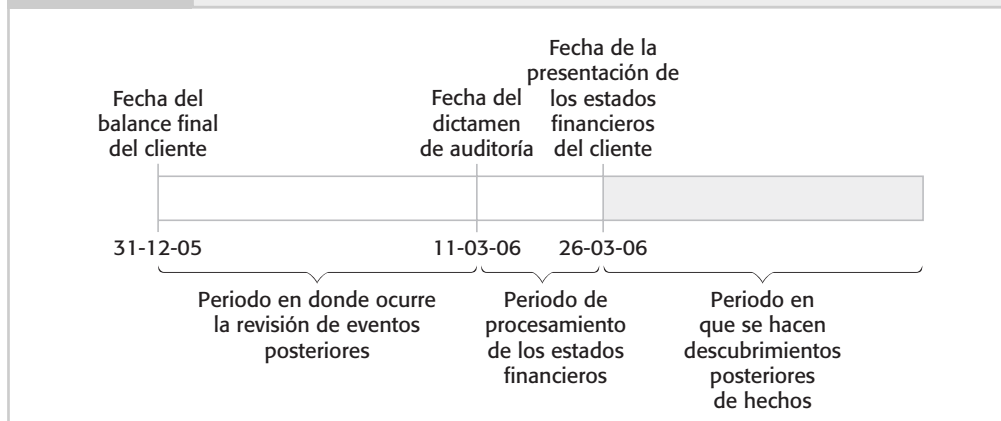 Fecha del
balance final
del cliente
Fecha del
dictamen
de auditoría
Fecha de la
presentación de
los estados
financieros
del cliente
31-12-05
11-03-06
26-03-06
Periodo en donde ocurre
la revisión de eventos
posteriores
Periodo de
procesamiento
de los estados
financieros
Periodo en
que se hacen
descubrimientos
posteriores
de hechos